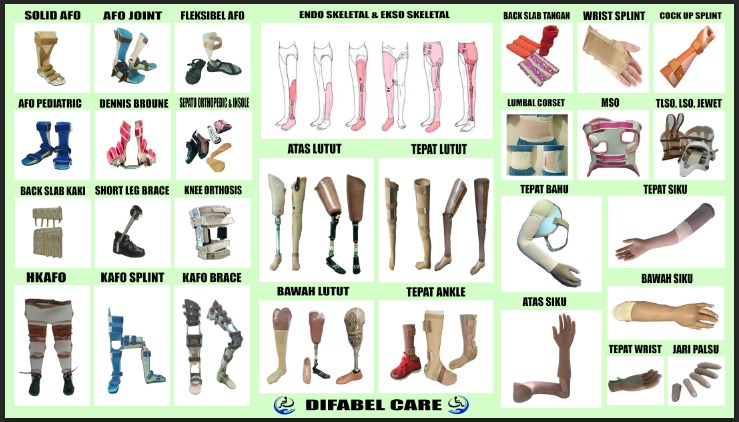 SOLID AFO
AFO JOINT
FLEKSIBEL AFO
ENDO SKELETAL & EKSO SKELETAL
BACK SLAB TANGAN
WRIST SPLINT
COCK UP SPLINT
AFO PEDIATRIC
DENNIS BROUNE
SEPATU ORTHOPEDIC & INSOLE
LUMBAL CORSET
MSO
TLSO, LSO, JEWET
ATAS LUTUT
TEPAT LUTUT
BACK SLAB KAKI
SHORT LEG BRACE
KNEE ORTHOSIS
TEPAT BAHU
TEPAT SIKU
HKAFO
KAFO SPLINT
KAFO BRACE
BAWAH LUTUT
TEPAT ANKLE
ATAS SIKU
BAWAH SIKU
TEPAT WRIST
JARI PALSU
DIFABEL CARE